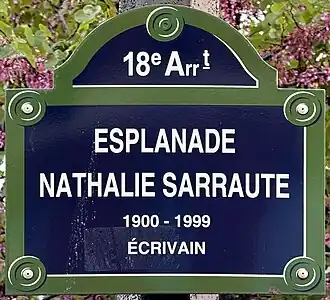 18e Arrt
ESPLANADE
NATHALIE SARRAUTE
1900 - 1999
ÉCRIVAIN